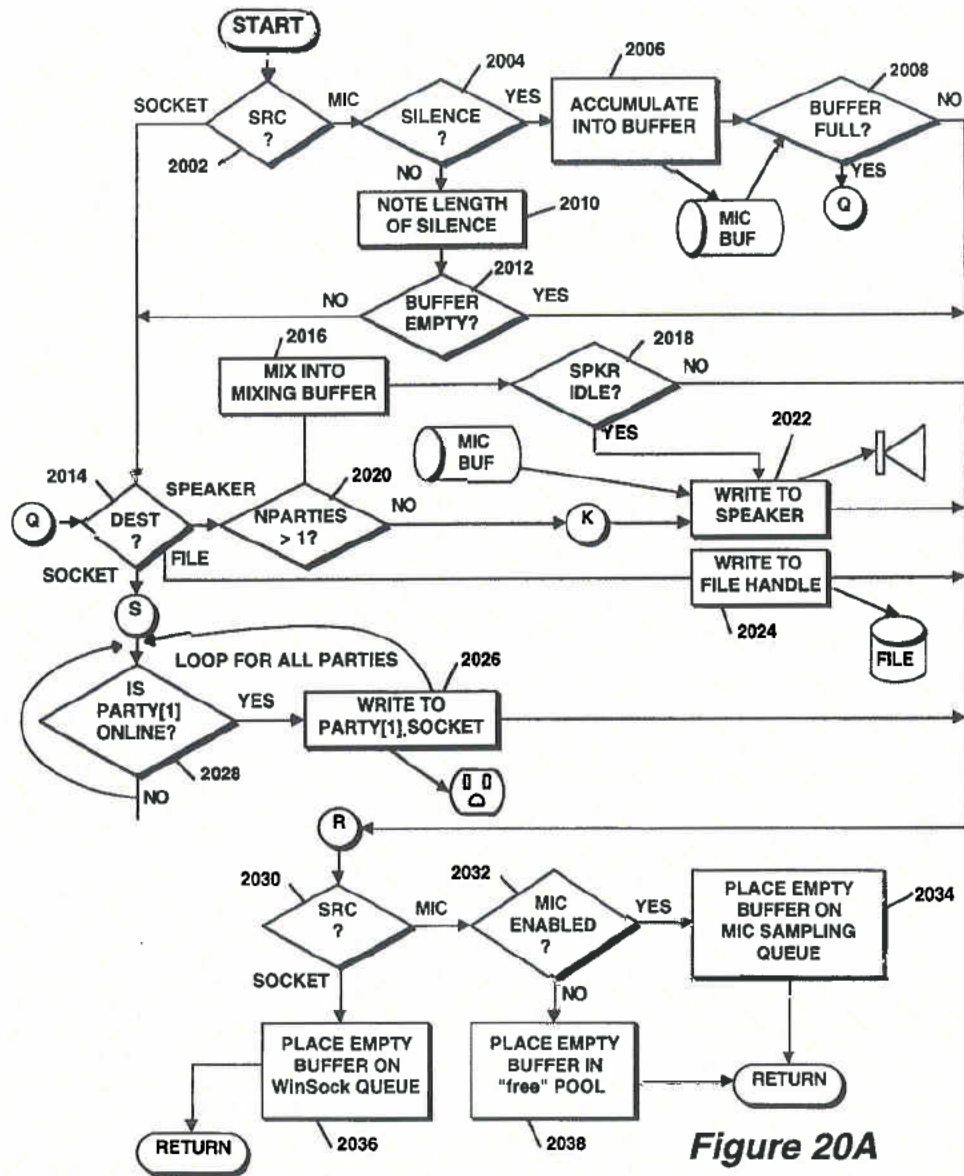 START
2004
2006
2008
SOCKET
MIC
YES
NO
SRC
?
SILENCE
?
ACCUMULATE
INTO BUFFER
BUFFER
FULL?
2002
NO
YES
NOTE LENGTH
OF SILENCE
2010
MIC
BUF
Q
2012
NO
BUFFER
EMPTY?
YES
2016
MIX INTO
MIXING BUFFER
2018
SPKR
IDLE?
NO
YES
2022
MIC
BUF
2014
SPEAKER
2020
WRITE TO
SPEAKER
Q
DEST
?
NPARTIES
> 1?
NO
K
FILE
SOCKET
WRITE TO
FILE HANDLE
2024
S
FILE
LOOP FOR ALL PARTIES
2026
IS
PARTY[1]
ONLINE?
YES
WRITE TO
PARTY[1],SOCKET
2028
NO
R
2030
2032
2034
SRC
?
MIC
MIC
ENABLED
?
YES
PLACE EMPTY
BUFFER ON
MIC SAMPLING
QUEUE
SOCKET
NO
PLACE EMPTY
BUFFER ON
WinSock QUEUE
PLACE EMPTY
BUFFER IN
"free" POOL
RETURN
RETURN
2036
2038
Figure 20A